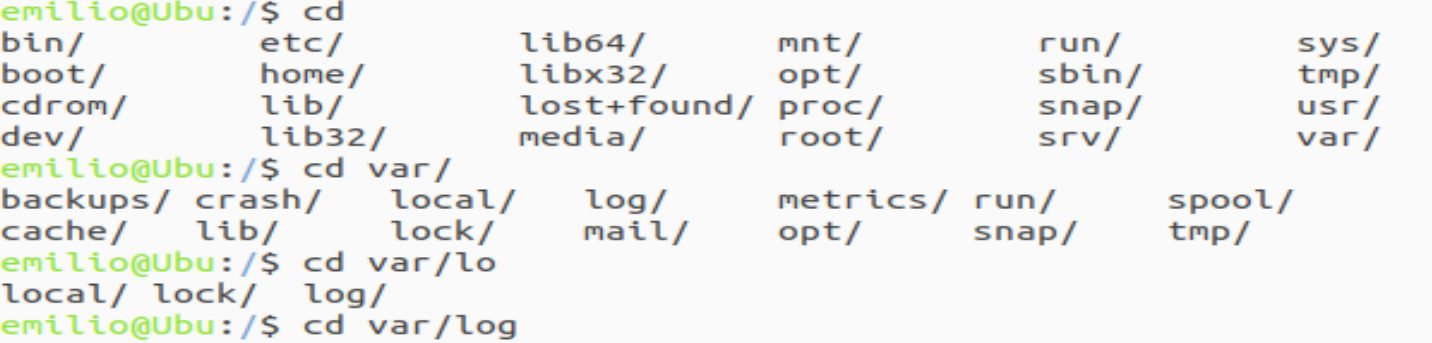 emilio@Ubu:/$ cd
bin/ etc/ lib64/ mnt/ run/ sys/
boot/ home/ libx32/ opt/ sbin/ tmp/
cdrom/ lib/ lost+found/ proc/ snap/ usr/
dev/ lib32/ media/ root/ srv/ var/
emilio@Ubu:/$ cd var/
backups/ crash/ local/ log/ metrics/ run/ spool/
cache/ lib/ lock/ mail/ opt/ snap/ tmp/
emilio@Ubu:/$ cd var/lo
local/ lock/ log/
emilio@Ubu:/$ cd var/log